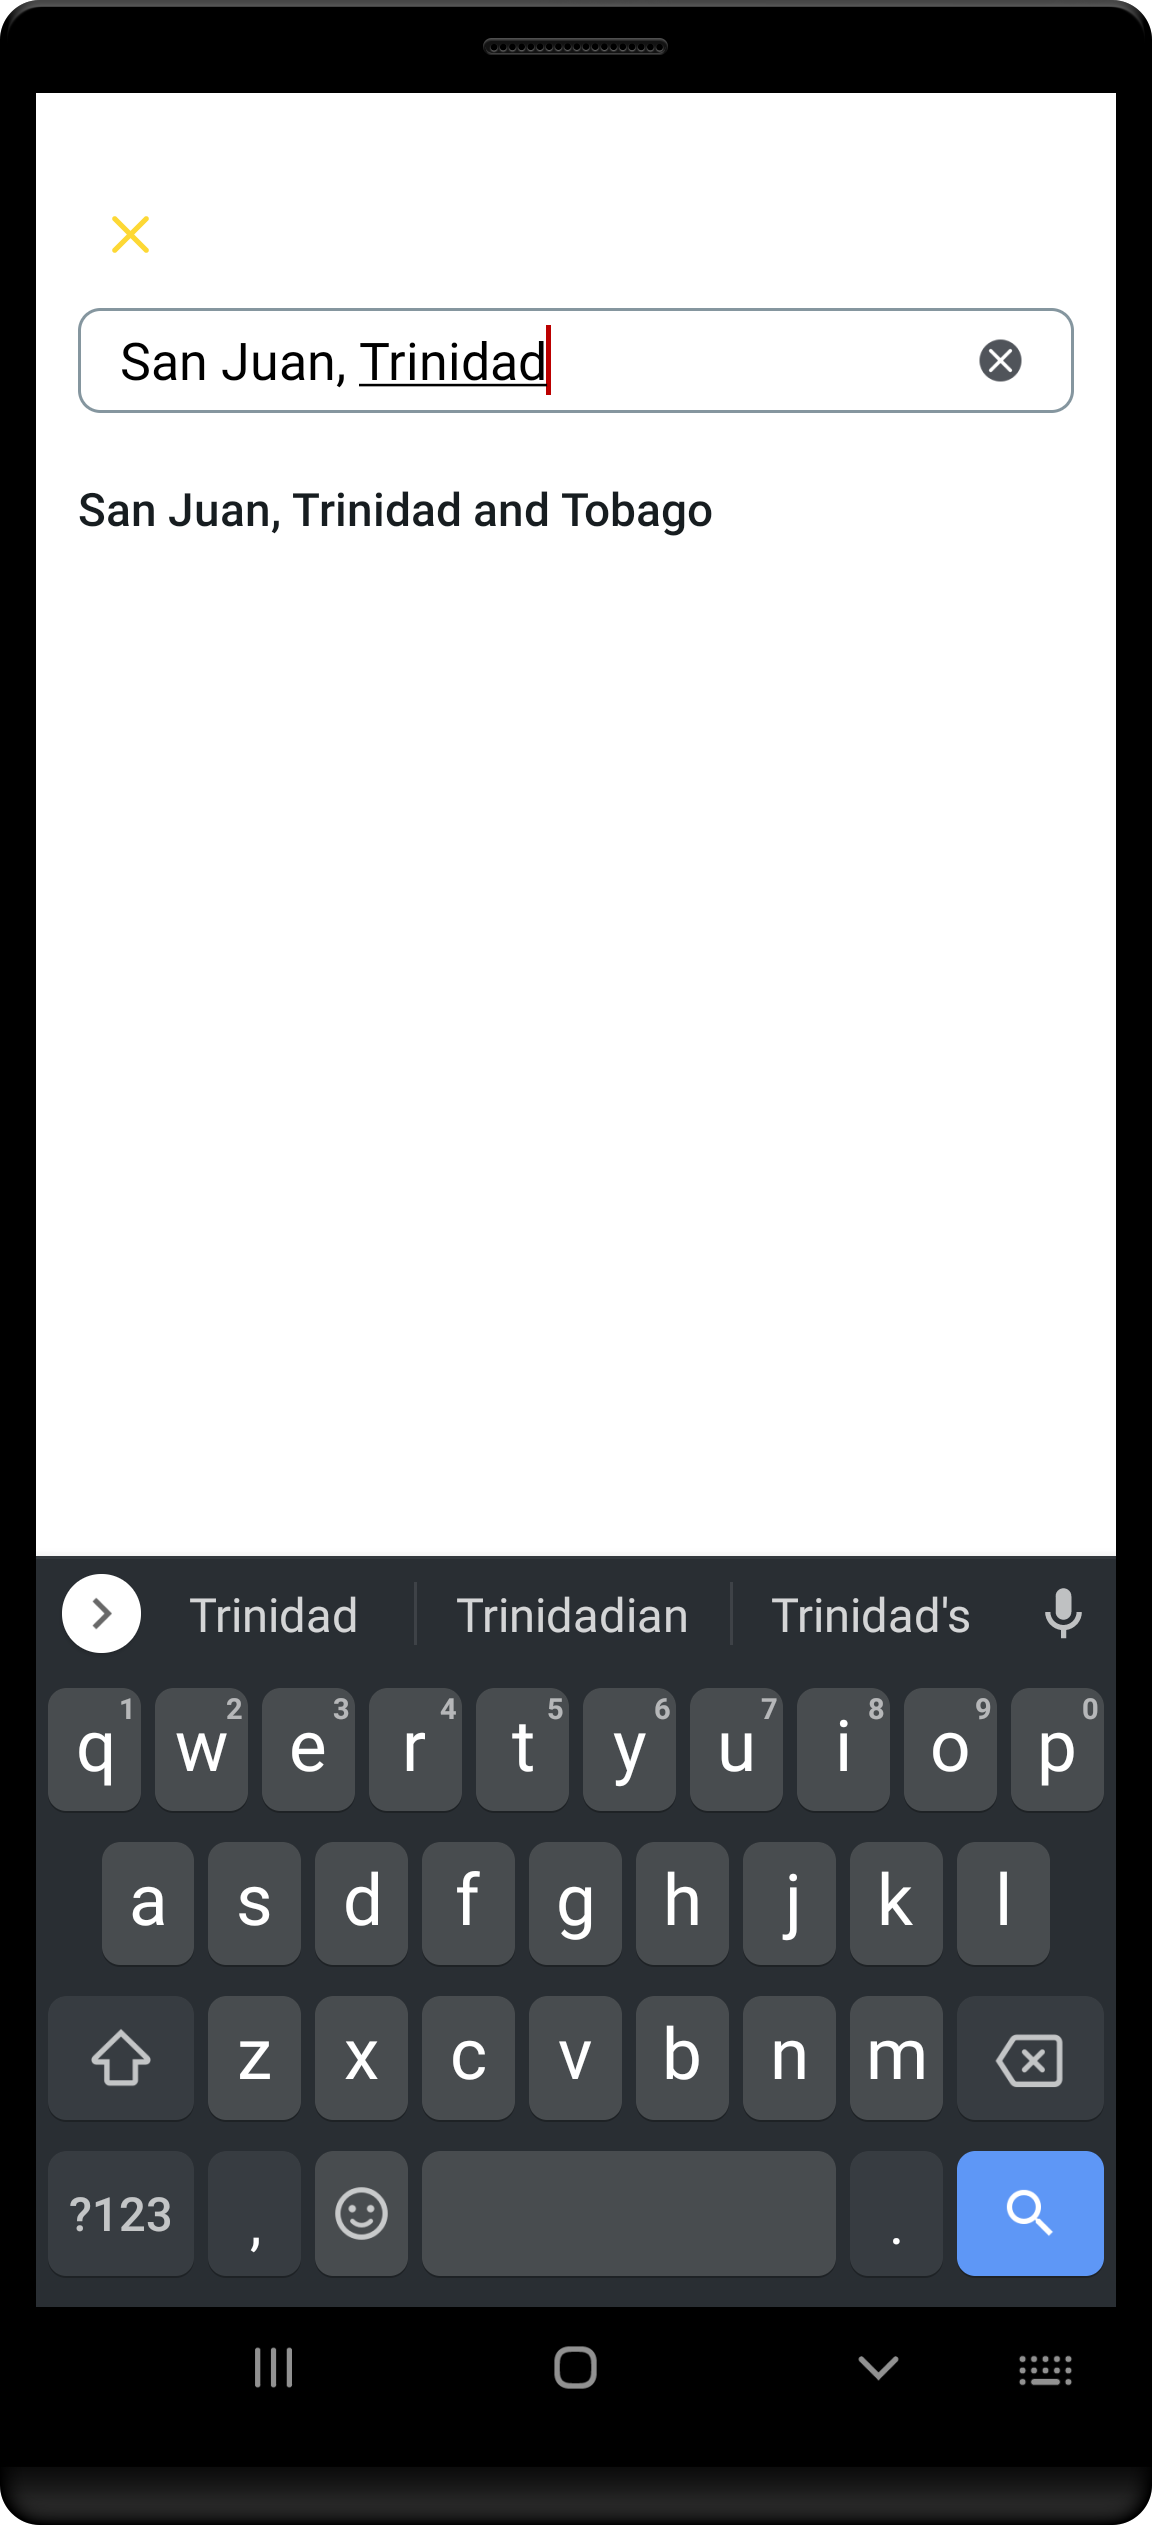 San Juan, Trinidad
San Juan, Trinidad and Tobago
Trinidad Trinidadian Trinidad's
1 2 3 4 5 6 7 8 9 0
q w e r t y u i o p
a s d f g h j k l
z x c v b n m
?123 , .